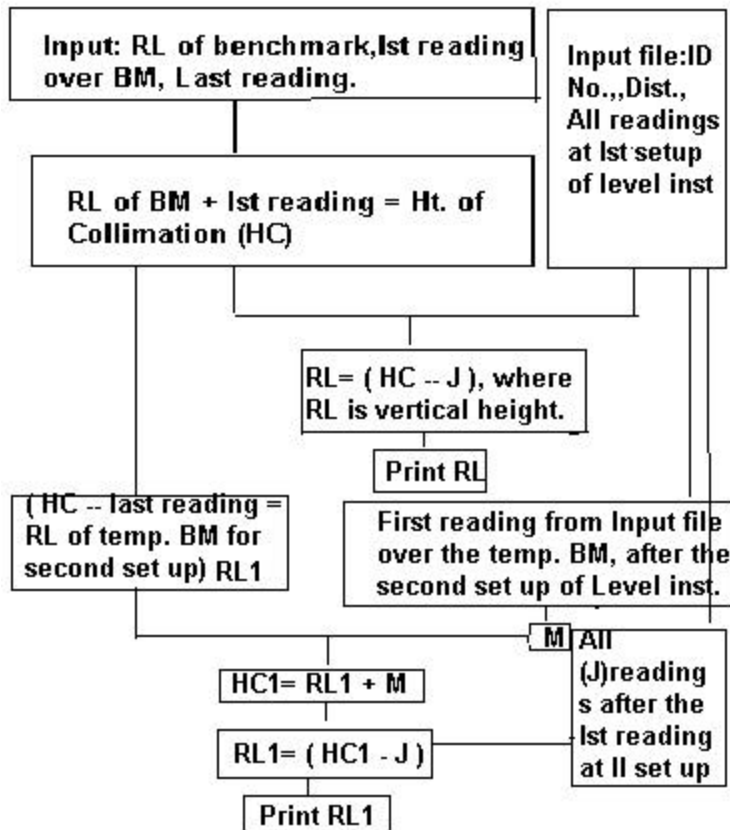 Input: RL of benchmark,Ist reading
over BM, Last reading.
Input file:ID
No.,,Dist.,
All readings
at Ist setup
of level inst
RL of BM + Ist reading = Ht. of
Collimation (HC)
RL= ( HC -- J ), where
RL is vertical height.
Print RL
( HC -- last reading =
RL of temp. BM for
second set up) RL1
First reading from Input file
over the temp. BM, after the
second set up of Level inst.
M
All
(J)reading
s after the
Ist reading
at II set up
HC1= RL1 + M
RL1= ( HC1 - J )
Print RL1